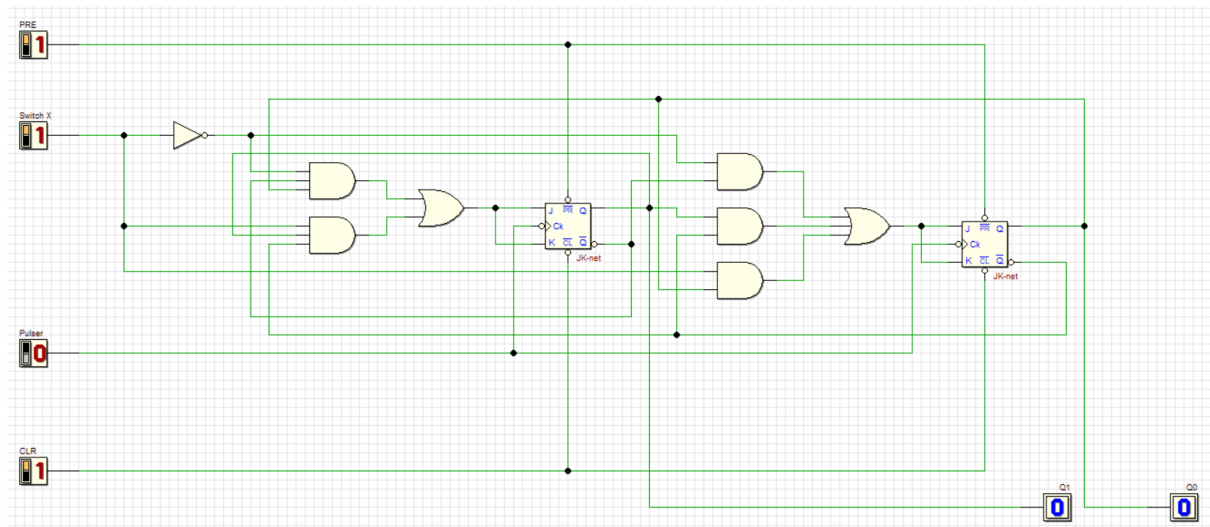 PRE
1
Switch X
1
J PR Q
Ck
K CL Q
JK-net
J PR Q
Ck
K CL Q
JK-net
Pulser
0
CLR
1
Q1
0
Q0
0